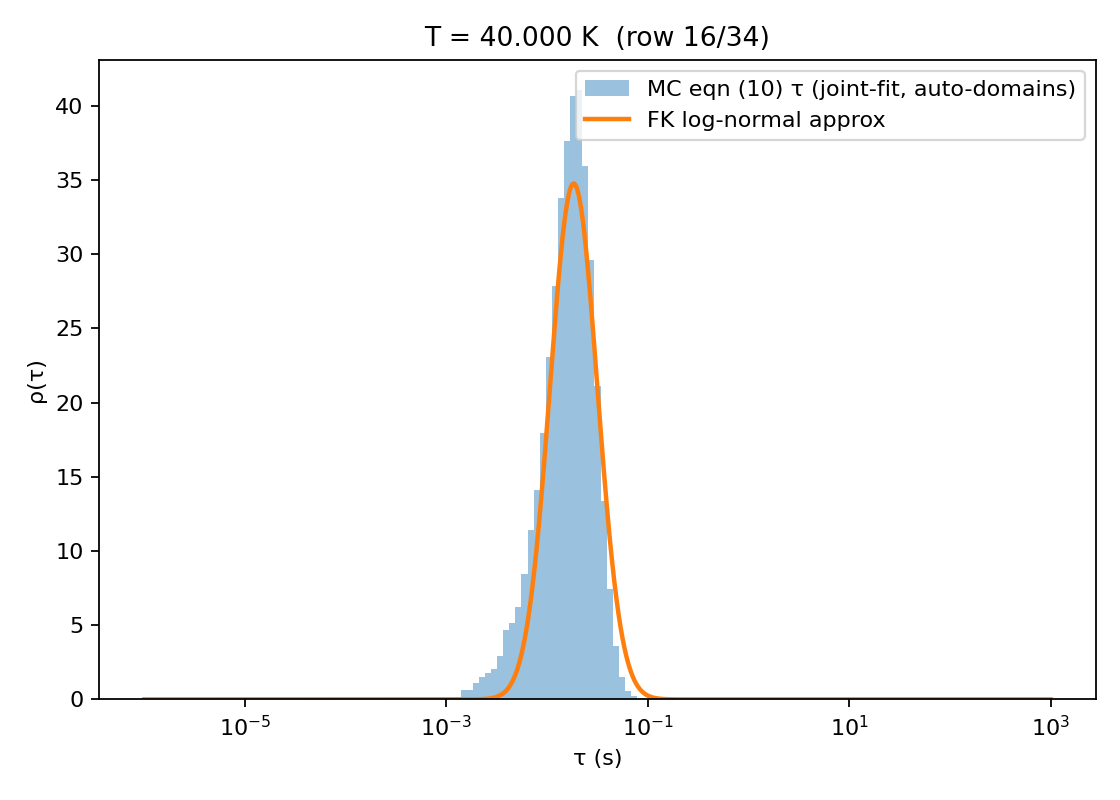 T = 40.000 K (row 16/34)
MC eqn (10) τ (joint-fit, auto-domains)
FK log-normal approx
ρ(τ)
40
35
30
25
20
15
10
5
0
10⁻⁵
10⁻³
10⁻¹
10¹
10³
τ (s)